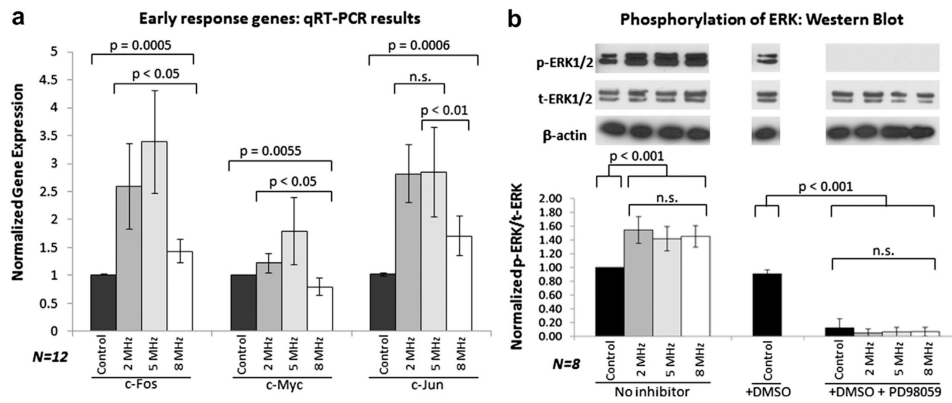 a
Early response genes: qRT-PCR results
p = 0.0005
p < 0.05
p = 0.0006
n.s.
p < 0.01
p = 0.0055
p < 0.05
Normalized Gene Expression
5
4.5
4
3.5
3
2.5
2
1.5
1
0.5
0
Control
2 MHz
5 MHz
8 MHz
Control
2 MHz
5 MHz
8 MHz
Control
2 MHz
5 MHz
8 MHz
N=12
c-Fos
c-Myc
c-Jun
b
Phosphorylation of ERK: Western Blot
p-ERK1/2
t-ERK1/2
β-actin
p < 0.001
n.s.
p < 0.001
n.s.
Normalized p-ERK/t-ERK
2.00
1.80
1.60
1.40
1.20
1.00
0.80
0.60
0.40
0.20
0.00
Control
2 MHz
5 MHz
8 MHz
Control
Control
2 MHz
5 MHz
8 MHz
N=8
No inhibitor
+DMSO
+DMSO + PD98059